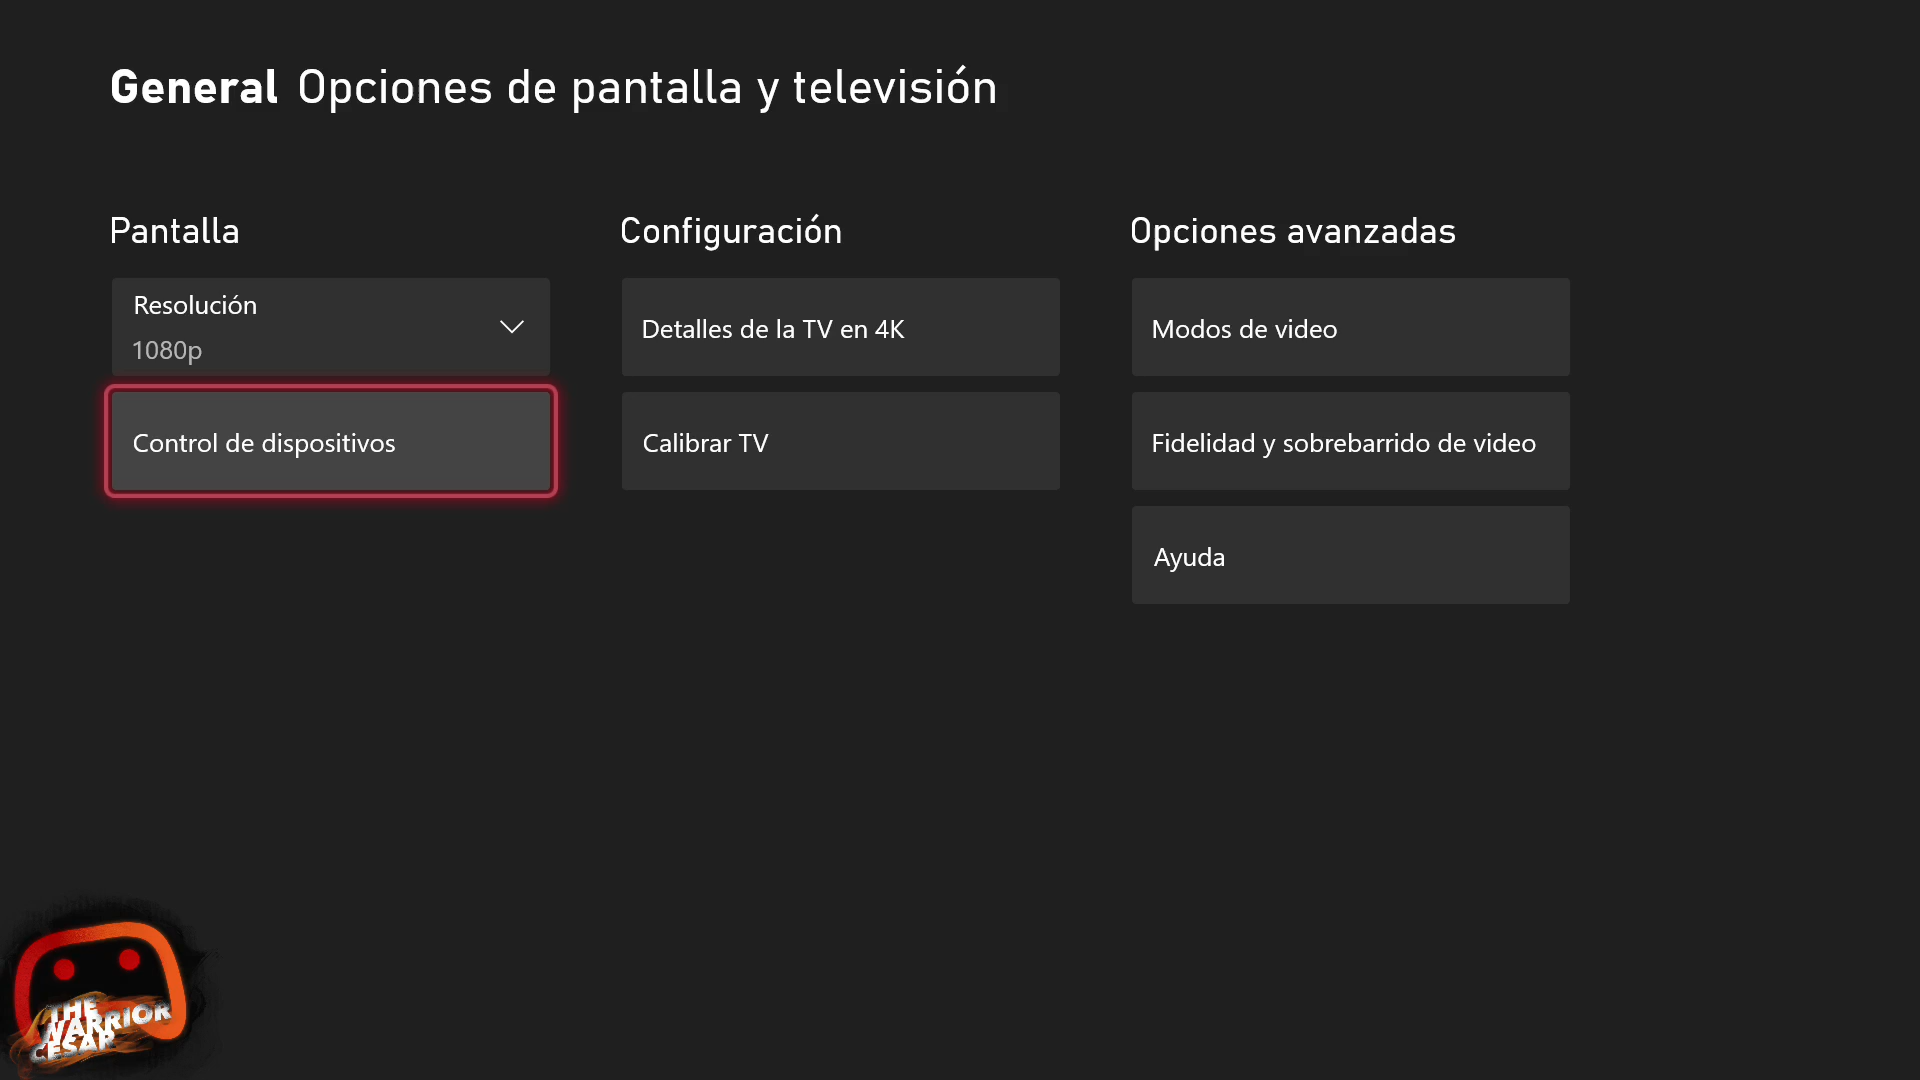 General Opciones de pantalla y televisión
Pantalla
Resolución
1080p
Control de dispositivos
Configuración
Detalles de la TV en 4K
Calibrar TV
Opciones avanzadas
Modos de video
Fidelidad y sobrebarrido de video
Ayuda
THE
WARRIOR
CESAR